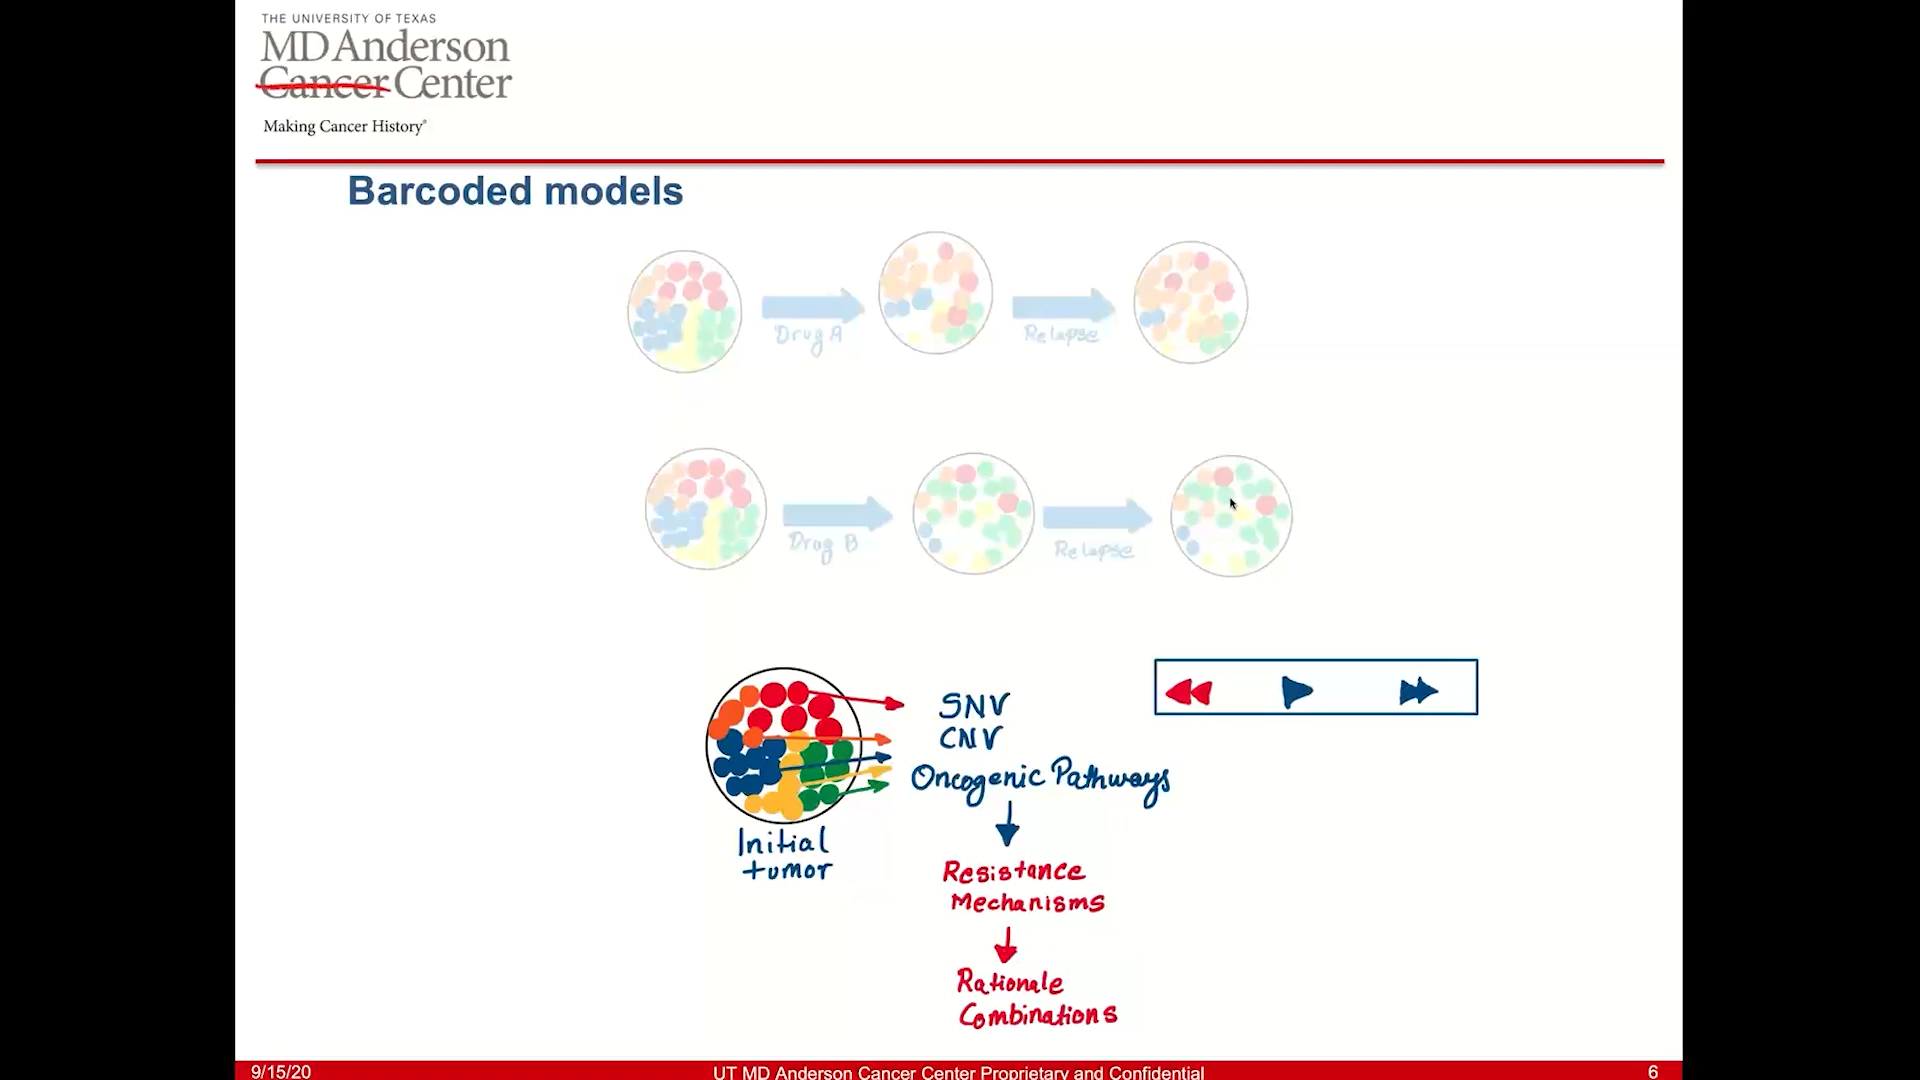 THE UNIVERSITY OF TEXAS
MD Anderson
Cancer Center
Making Cancer History®
Barcoded models
Drug A
Relapse
Drug B
Relapse
SNV
CNV
Oncogenic Pathways
Initial
tumor
Resistance
Mechanisms
Rationale
Combinations
9/15/20
UT MD Anderson Cancer Center Proprietary and Confidential
6